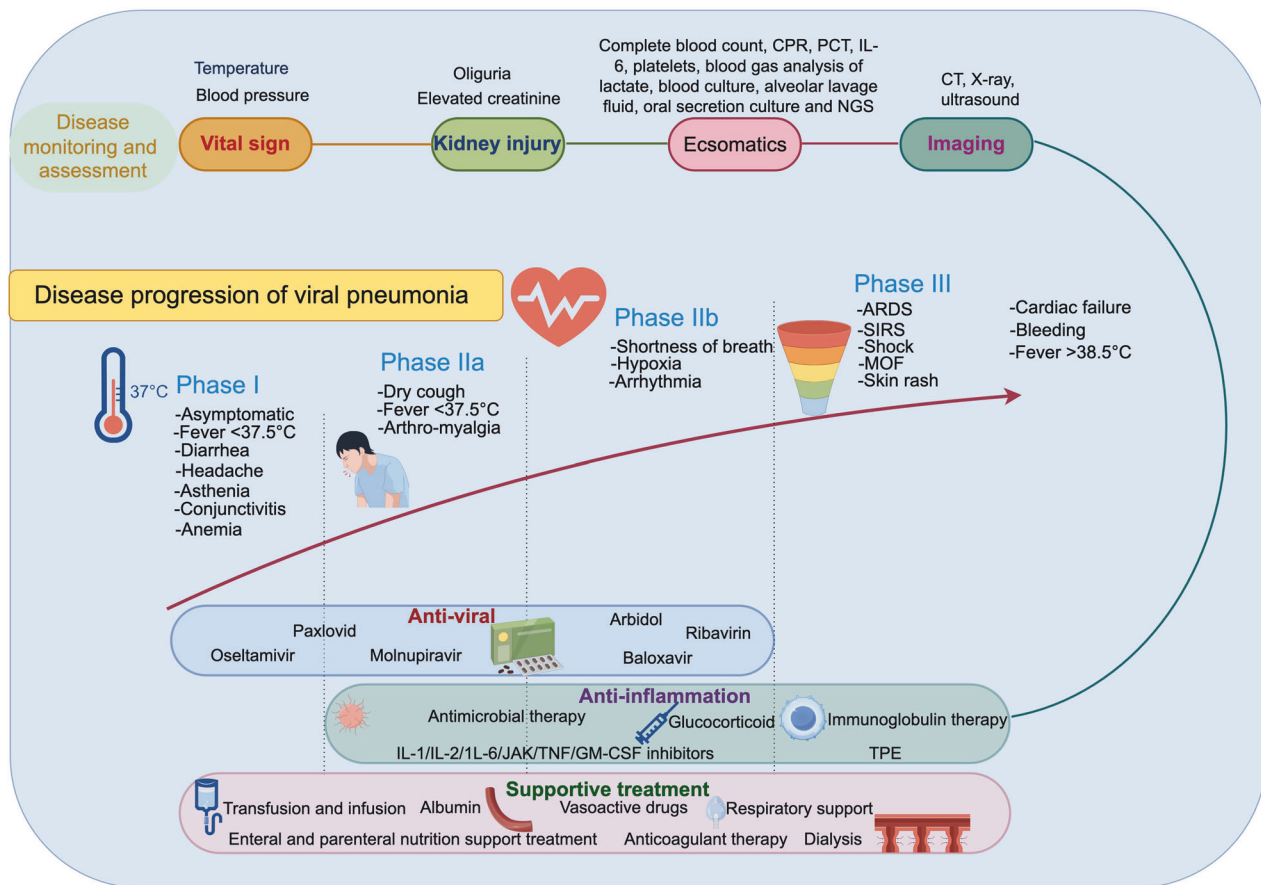 Disease
monitoring and
assessment
Temperature
Blood pressure
Vital sign
Oliguria
Elevated creatinine
Kidney injury
Complete blood count, CPR, PCT, IL-
6, platelets, blood gas analysis of
lactate, blood culture, alveolar lavage
fluid, oral secretion culture and NGS
Ecsomatics
CT, X-ray,
ultrasound
Imaging
Disease progression of viral pneumonia
37°C
Phase I
-Asymptomatic
-Fever <37.5°C
-Diarrhea
-Headache
-Asthenia
-Conjunctivitis
-Anemia
Phase IIa
-Dry cough
-Fever <37.5°C
-Arthro-myalgia
Phase IIb
-Shortness of breath
-Hypoxia
-Arrhythmia
Phase III
-ARDS
-SIRS
-Shock
-MOF
-Skin rash
-Cardiac failure
-Bleeding
-Fever >38.5°C
Anti-viral
Paxlovid
Arbidol
Ribavirin
Oseltamivir
Molnupiravir
Baloxavir
Anti-inflammation
Antimicrobial therapy
Glucocorticoid
Immunoglobulin therapy
IL-1/IL-2/1L-6/JAK/TNF/GM-CSF inhibitors
TPE
Supportive treatment
Transfusion and infusion
Albumin
Vasoactive drugs
Respiratory support
Enteral and parenteral nutrition support treatment
Anticoagulant therapy
Dialysis